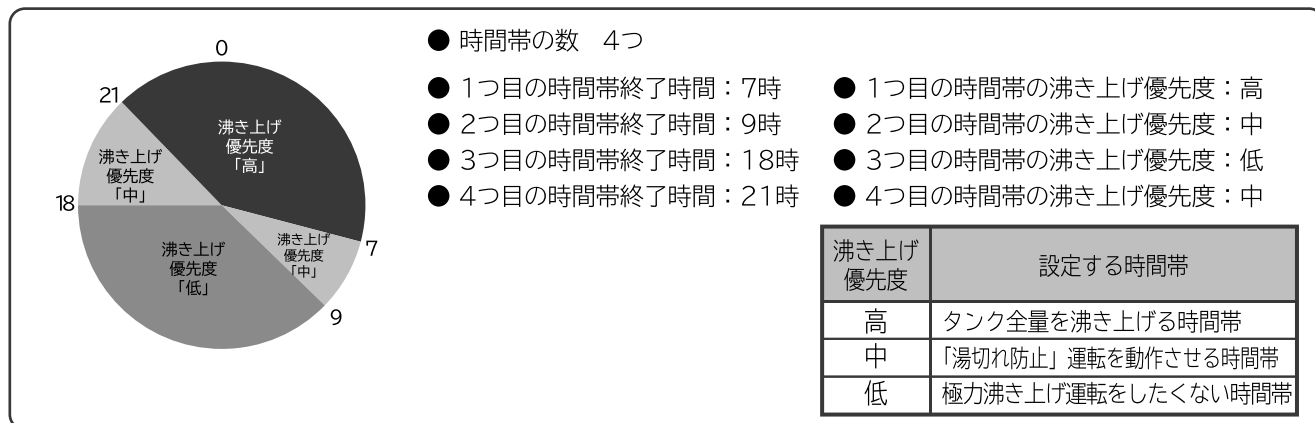 0
21
18
7
9
沸き上げ
優先度
「高」
沸き上げ
優先度
「中」
沸き上げ
優先度
「低」
沸き上げ
優先度
「中」
● 時間帯の数　4つ
● 1つ目の時間帯終了時間：7時
● 2つ目の時間帯終了時間：9時
● 3つ目の時間帯終了時間：18時
● 4つ目の時間帯終了時間：21時
● 1つ目の時間帯の沸き上げ優先度：高
● 2つ目の時間帯の沸き上げ優先度：中
● 3つ目の時間帯の沸き上げ優先度：低
● 4つ目の時間帯の沸き上げ優先度：中
沸き上げ
優先度
設定する時間帯
高
タンク全量を沸き上げる時間帯
中
「湯切れ防止」運転を動作させる時間帯
低
極力沸き上げ運転をしたくない時間帯